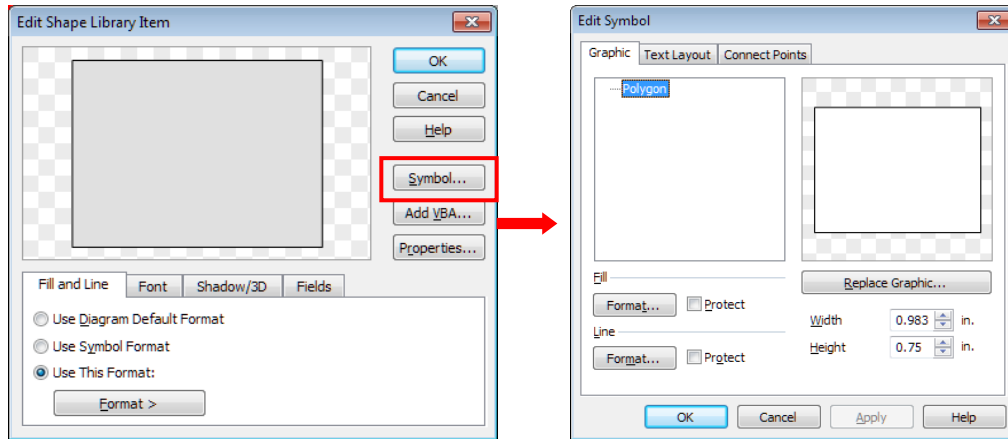 Edit Shape Library Item
OK
Cancel
Help
Symbol...
Add VBA...
Properties...
Fill and Line Font Shadow/3D Fields
Use Diagram Default Format
Use Symbol Format
Use This Format:
Format >
Edit Symbol
Graphic Text Layout Connect Points
Polygon
Fill
Format... Protect
Line
Format... Protect
Replace Graphic...
Width 0.983 in.
Height 0.75 in.
OK Cancel Apply Help